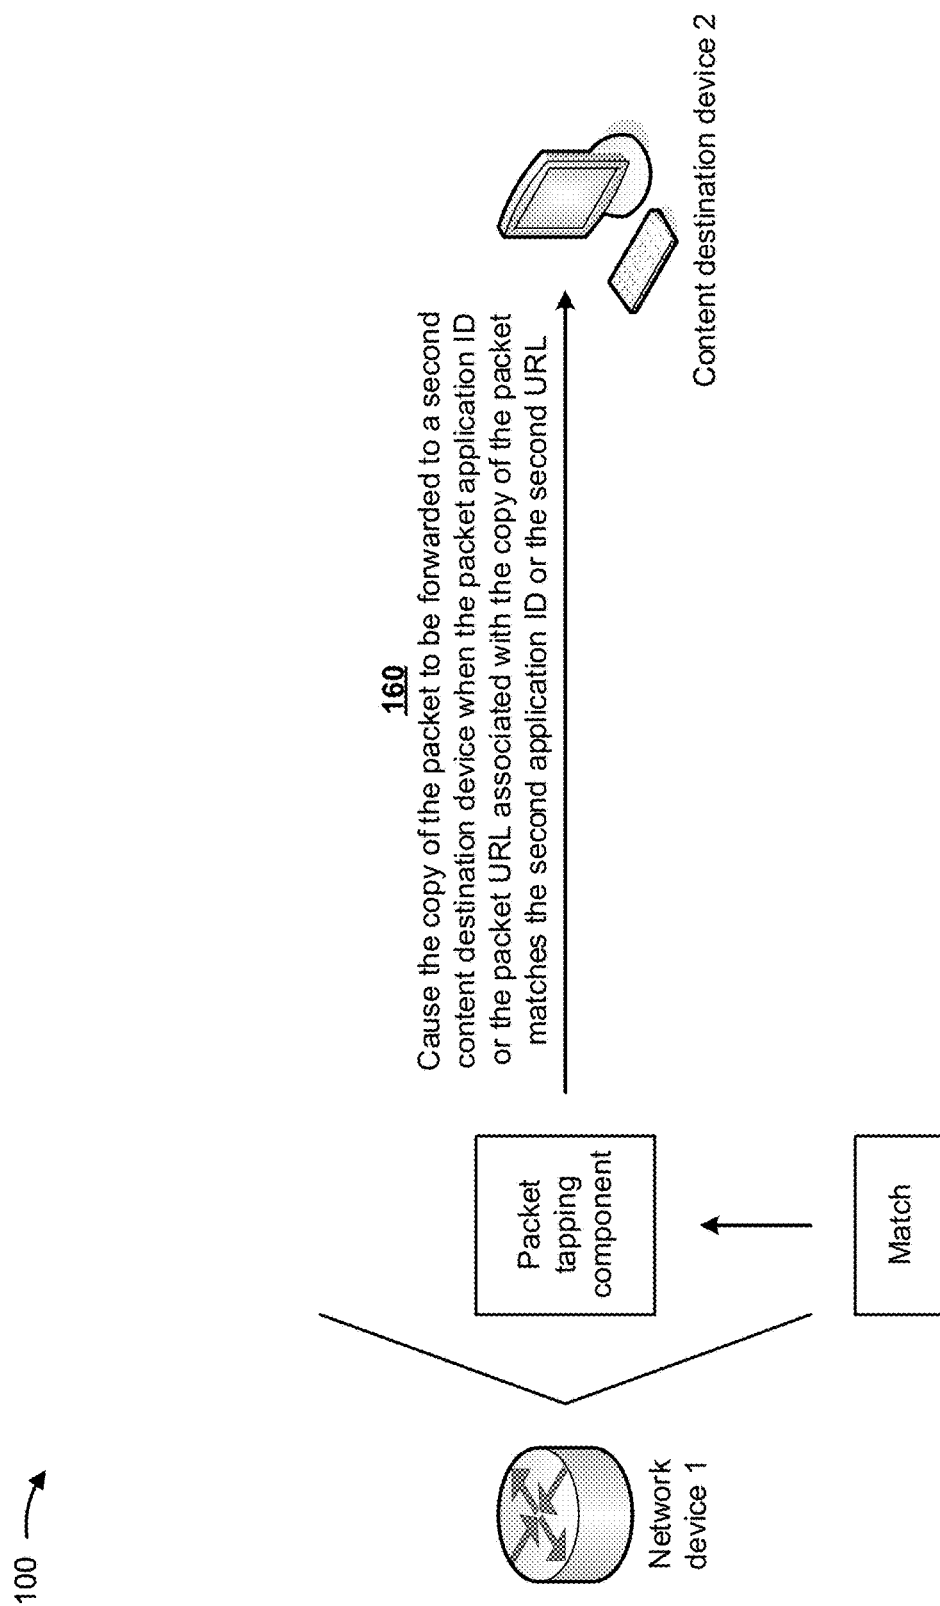 100
160
Cause the copy of the packet to be forwarded to a second
content destination device when the packet application ID
or the packet URL associated with the copy of the packet
matches the second application ID or the second URL
Network
device 1
Packet
tapping
component
Match
Content destination device 2